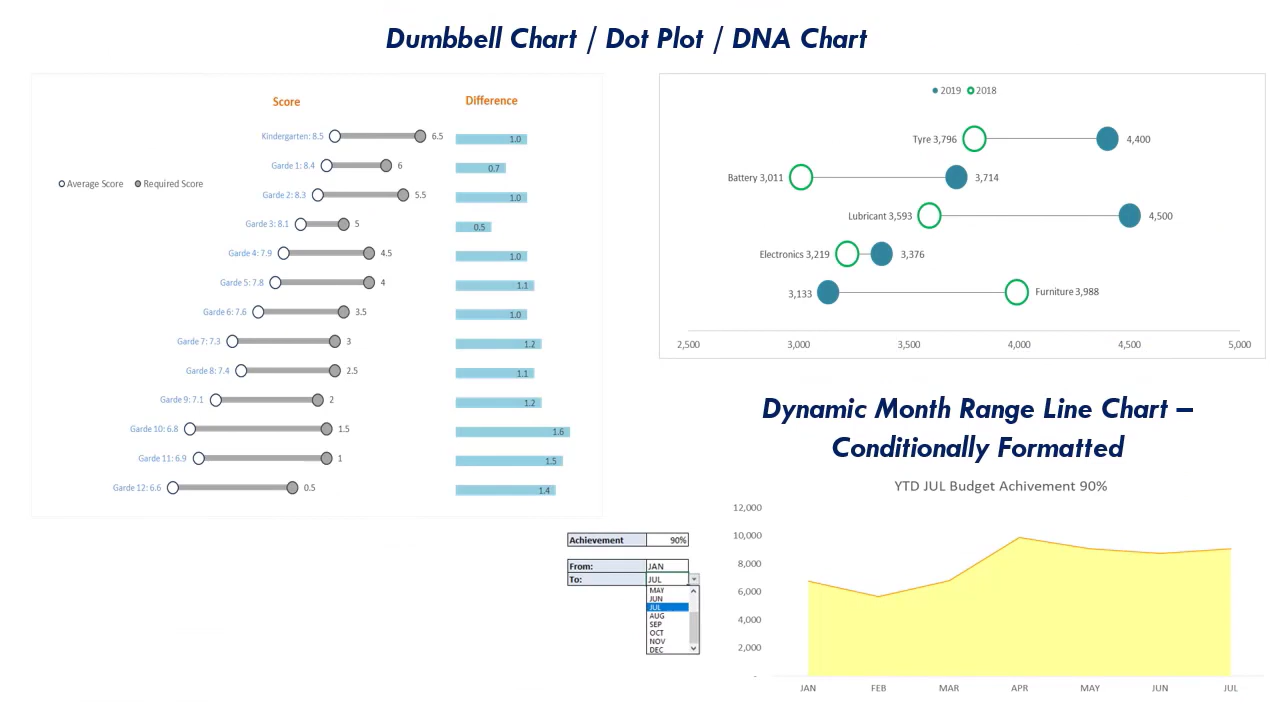 Dumbbell Chart / Dot Plot / DNA Chart
Score Difference
Kindergarten: 8.5 6.5 1.0
Garde 1: 8.4 6 0.7
Average Score Required Score
Garde 2: 8.3 5.5 1.0
Garde 3: 8.1 5 0.5
Garde 4: 7.9 4.5 1.0
Garde 5: 7.8 4 1.1
Garde 6: 7.6 3.5 1.0
Garde 7: 7.3 3 1.2
Garde 8: 7.4 2.5 1.1
Garde 9: 7.1 2 1.2
Garde 10: 6.8 1.5 1.6
Garde 11: 6.9 1 1.5
Garde 12: 6.6 0.5 1.4
2019 2018
Tyre 3,796 4,400
Battery 3,011 3,714
Lubricant 3,593 4,500
Electronics 3,219 3,376
3,133 Furniture 3,988
2,500 3,000 3,500 4,000 4,500 5,000
Dynamic Month Range Line Chart –
Conditionally Formatted
Achievement 90%
From: JAN
To: JUL
MAY
JUN
JUL
AUG
SEP
OCT
NOV
DEC
YTD JUL Budget Achivement 90%
12,000
10,000
8,000
6,000
4,000
2,000
-
JAN FEB MAR APR MAY JUN JUL